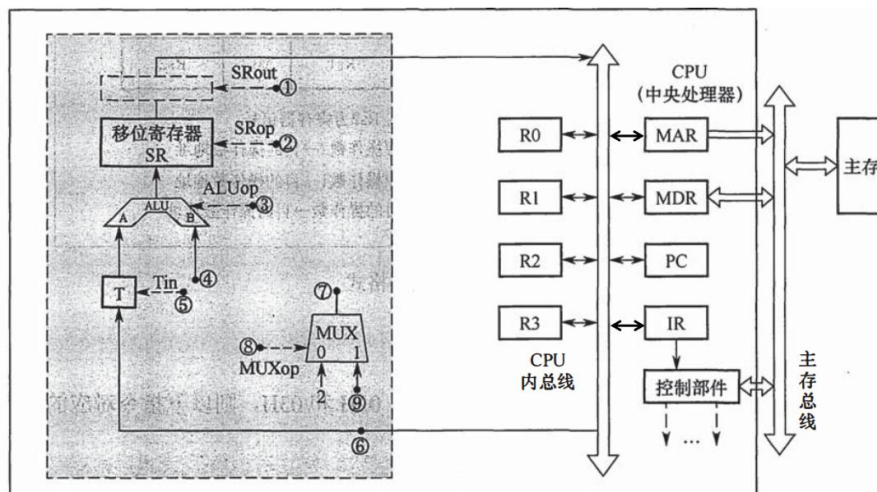 SRout
①
移位寄存器
SR
SRop
②
ALUop
③
A
ALU
B
④
T
Tin
⑤
⑦
⑧
MUXop
MUX
0
1
2
⑨
⑥
R0
R1
R2
R3
CPU
内总线
CPU
(中央处理器)
MAR
MDR
PC
IR
控制部件
…
主存
主存总线